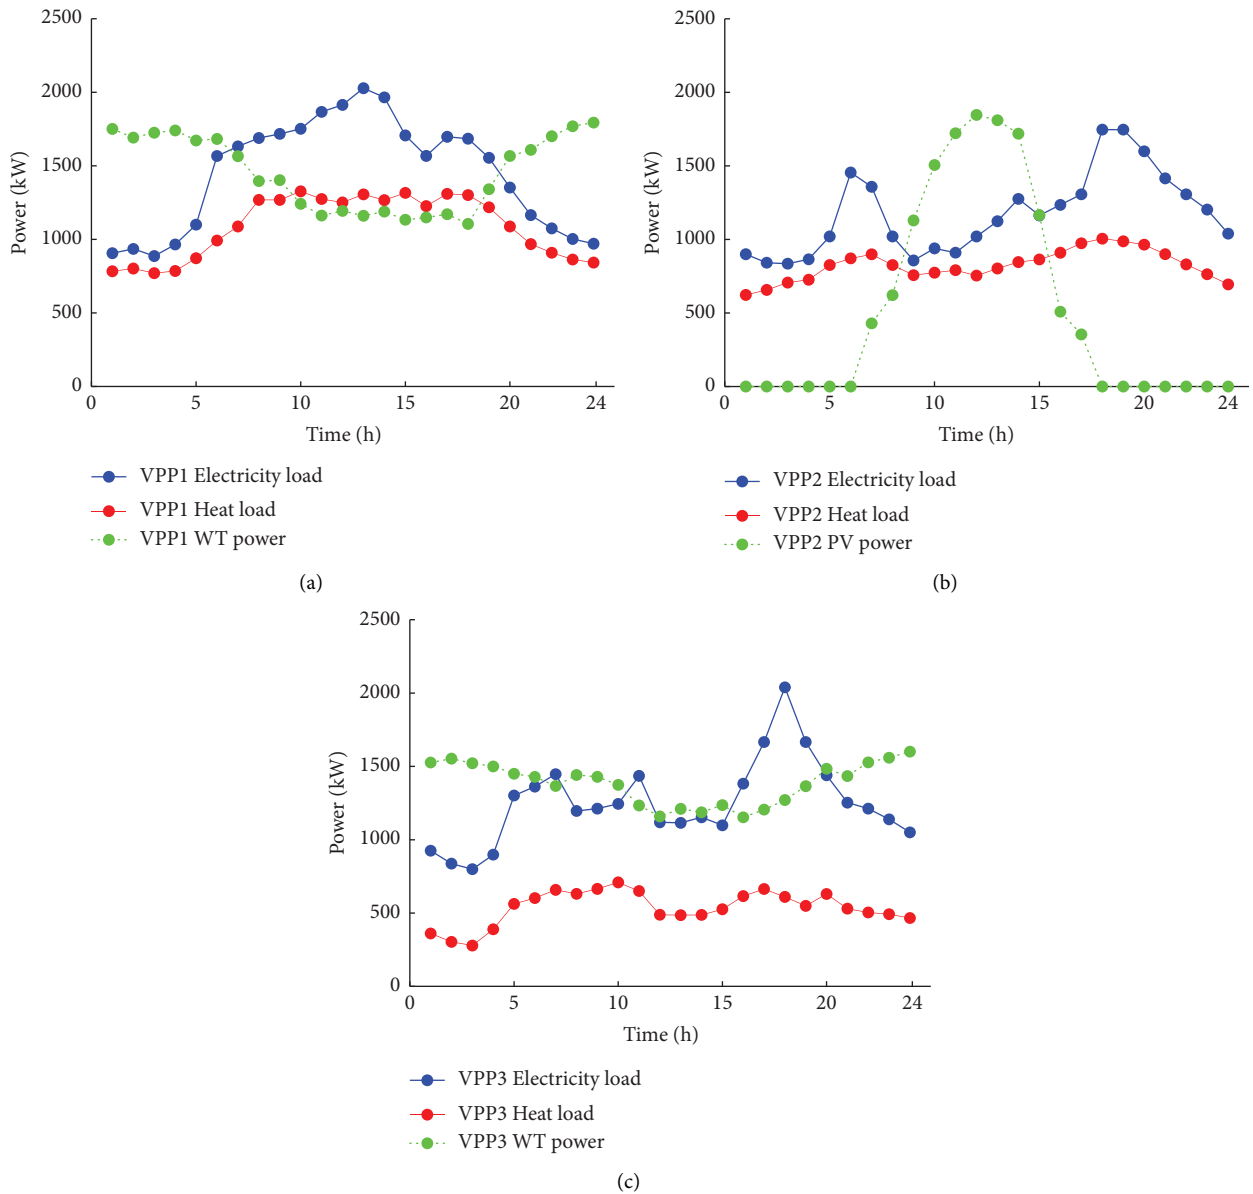 2500
2000
1500
1000
500
0
Power (kW)
0 5 10 15 20 24
Time (h)
VPP1 Electricity load
VPP1 Heat load
VPP1 WT power
(a)
2500
2000
1500
1000
500
0
Power (kW)
0 5 10 15 20 24
Time (h)
VPP2 Electricity load
VPP2 Heat load
VPP2 PV power
(b)
2500
2000
1500
1000
500
0
Power (kW)
0 5 10 15 20 24
Time (h)
VPP3 Electricity load
VPP3 Heat load
VPP3 WT power
(c)